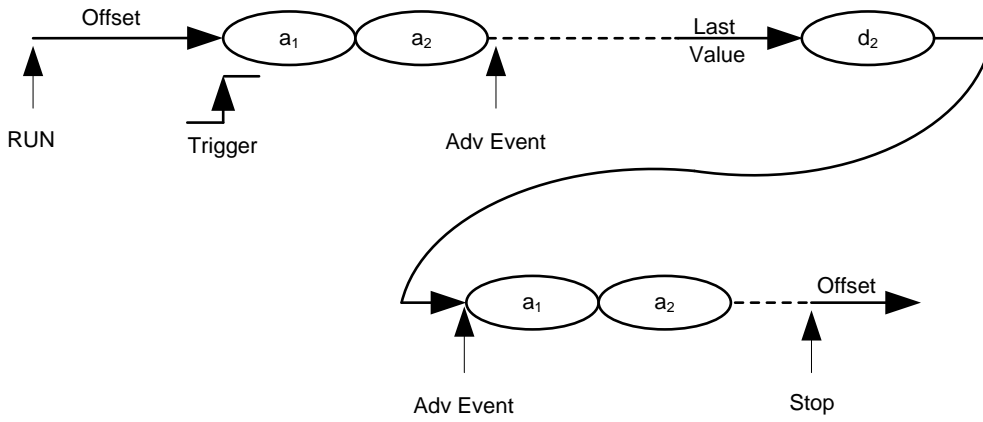 Offset
a₁
a₂
Last
Value
d₂
RUN
Trigger
Adv Event
a₁
a₂
Offset
Adv Event
Stop